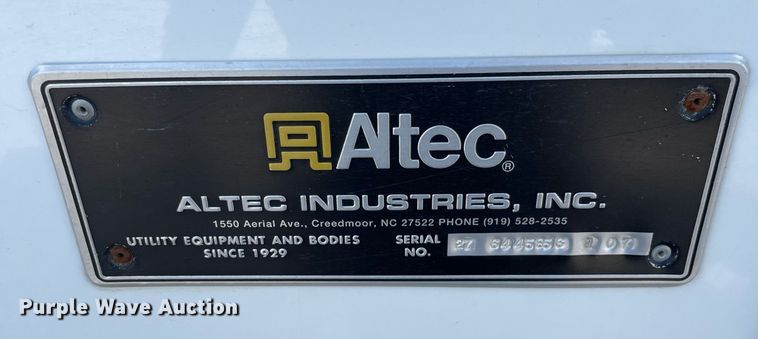 Altec®
ALTEC INDUSTRIES, INC.
1550 Aerial Ave., Creedmoor, NC 27522 PHONE (919) 528-2535
UTILITY EQUIPMENT AND BODIES
SINCE 1929
SERIAL
NO.
27 07
Purple Wave Auction